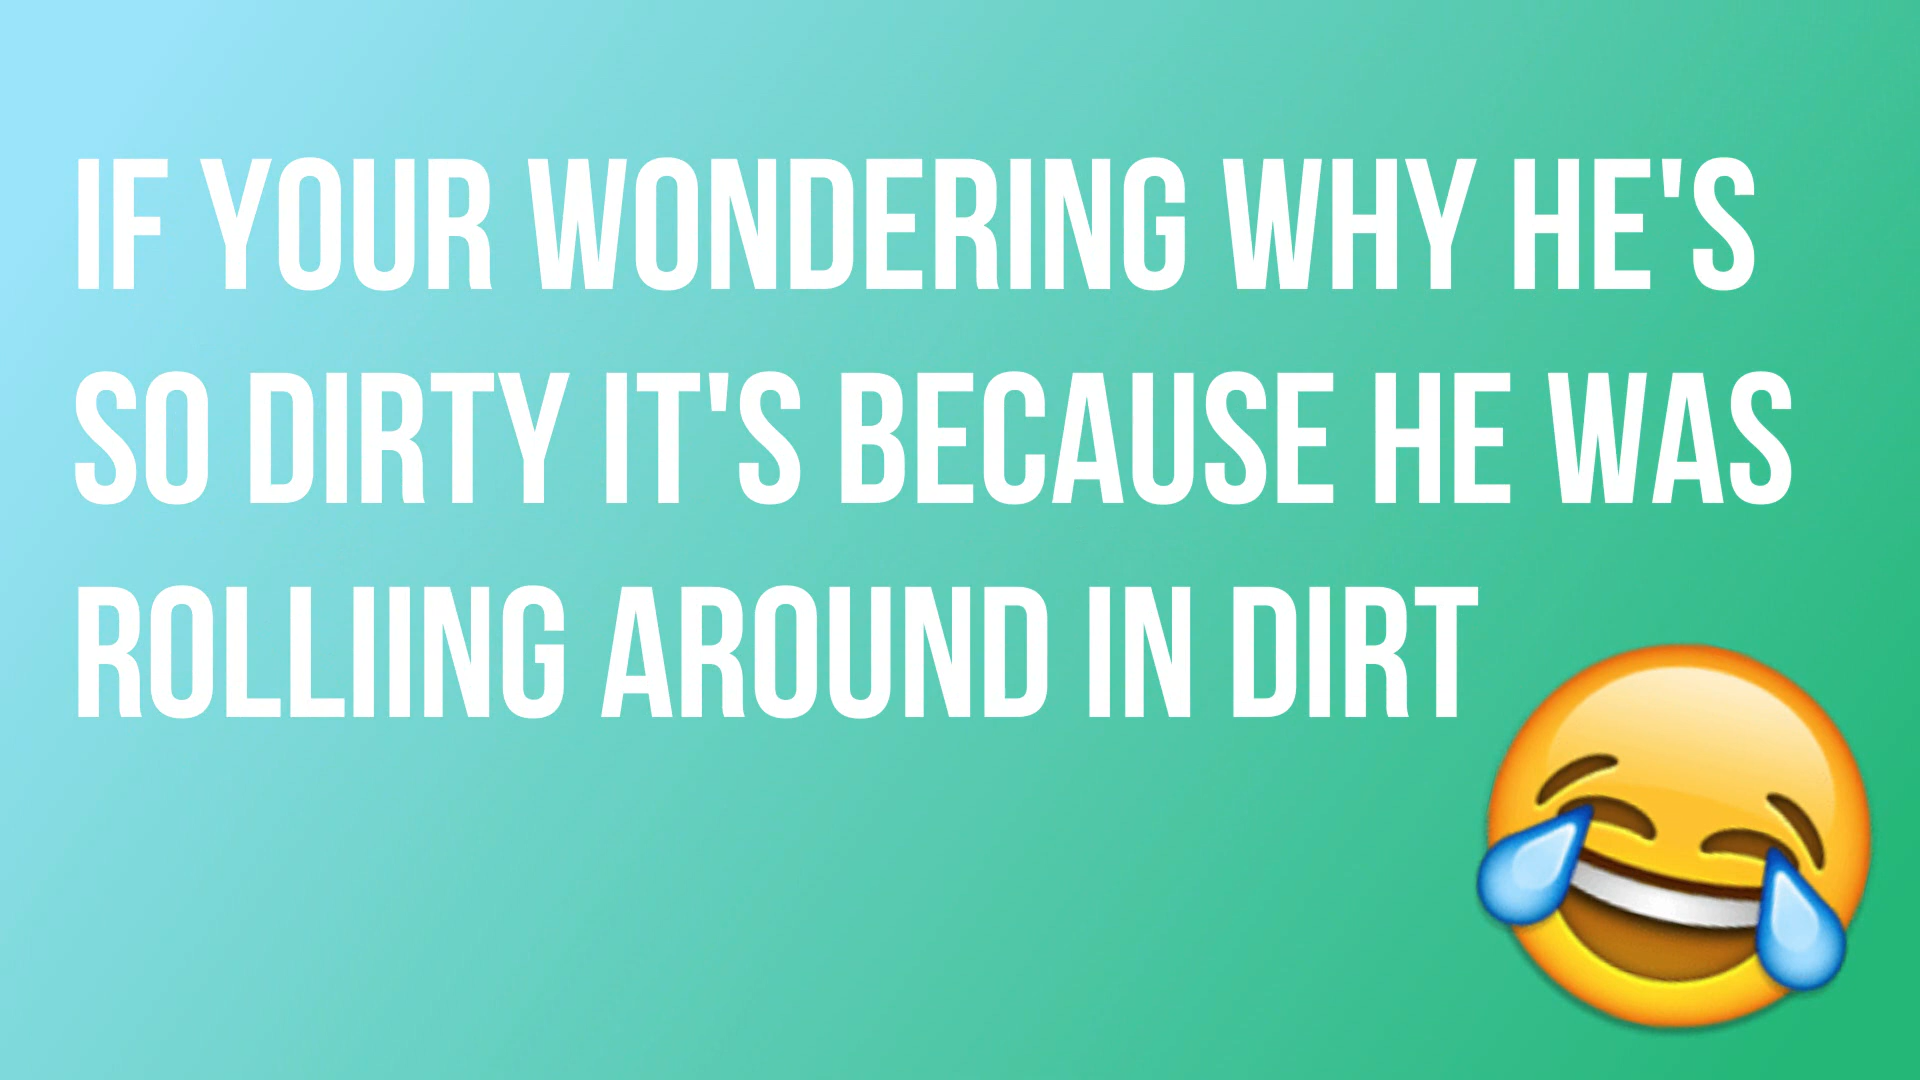 IF YOUR WONDERING WHY HE'S
SO DIRTY IT'S BECAUSE HE WAS
ROLLIING AROUND IN DIRT